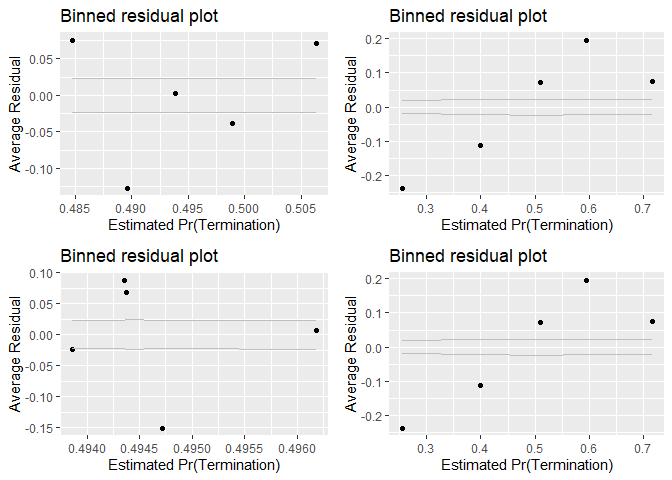 Binned residual plot
Average Residual
0.05
0.00
-0.05
-0.10
0.485 0.490 0.495 0.500 0.505
Estimated Pr(Termination)
Binned residual plot
Average Residual
0.2
0.1
0.0
-0.1
-0.2
0.3 0.4 0.5 0.6 0.7
Estimated Pr(Termination)
Binned residual plot
Average Residual
0.10
0.05
0.00
-0.05
-0.10
-0.15
0.4940 0.4945 0.4950 0.4955 0.4960
Estimated Pr(Termination)
Binned residual plot
Average Residual
0.2
0.1
0.0
-0.1
-0.2
0.3 0.4 0.5 0.6 0.7
Estimated Pr(Termination)